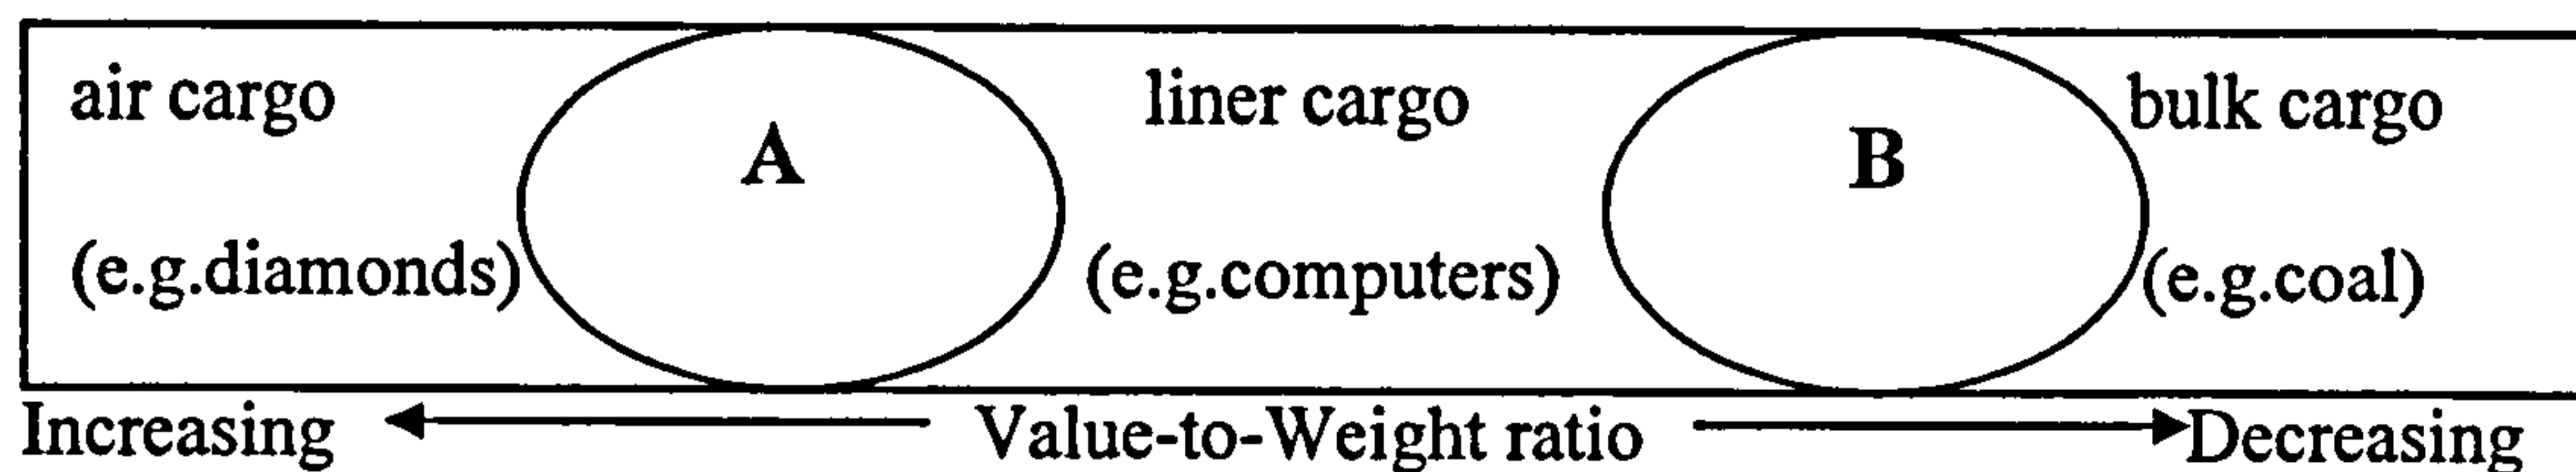 air cargo A liner cargo B bulk cargo
(e.g.diamonds) (e.g.computers) (e.g.coal)
Increasing Value-to-Weight ratio Decreasing